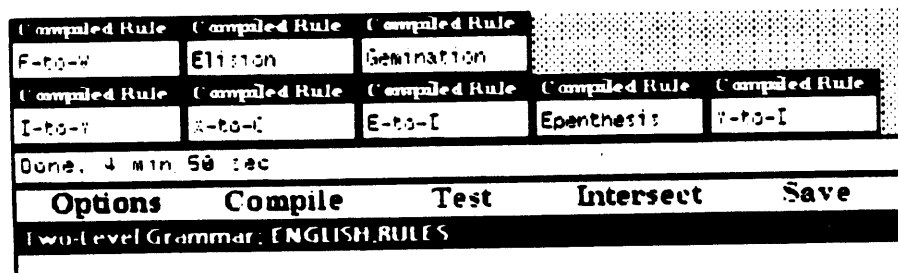 Compiled Rule Compiled Rule Compiled Rule
F-to-W Elision Gemination
Compiled Rule Compiled Rule Compiled Rule Compiled Rule Compiled Rule
I-to-Y X-to-C E-to-I Epenthesis Y-to-I
Done, 4 min 50 sec
Options Compile Test Intersect Save
Two-Level Grammar: ENGLISH.RULES